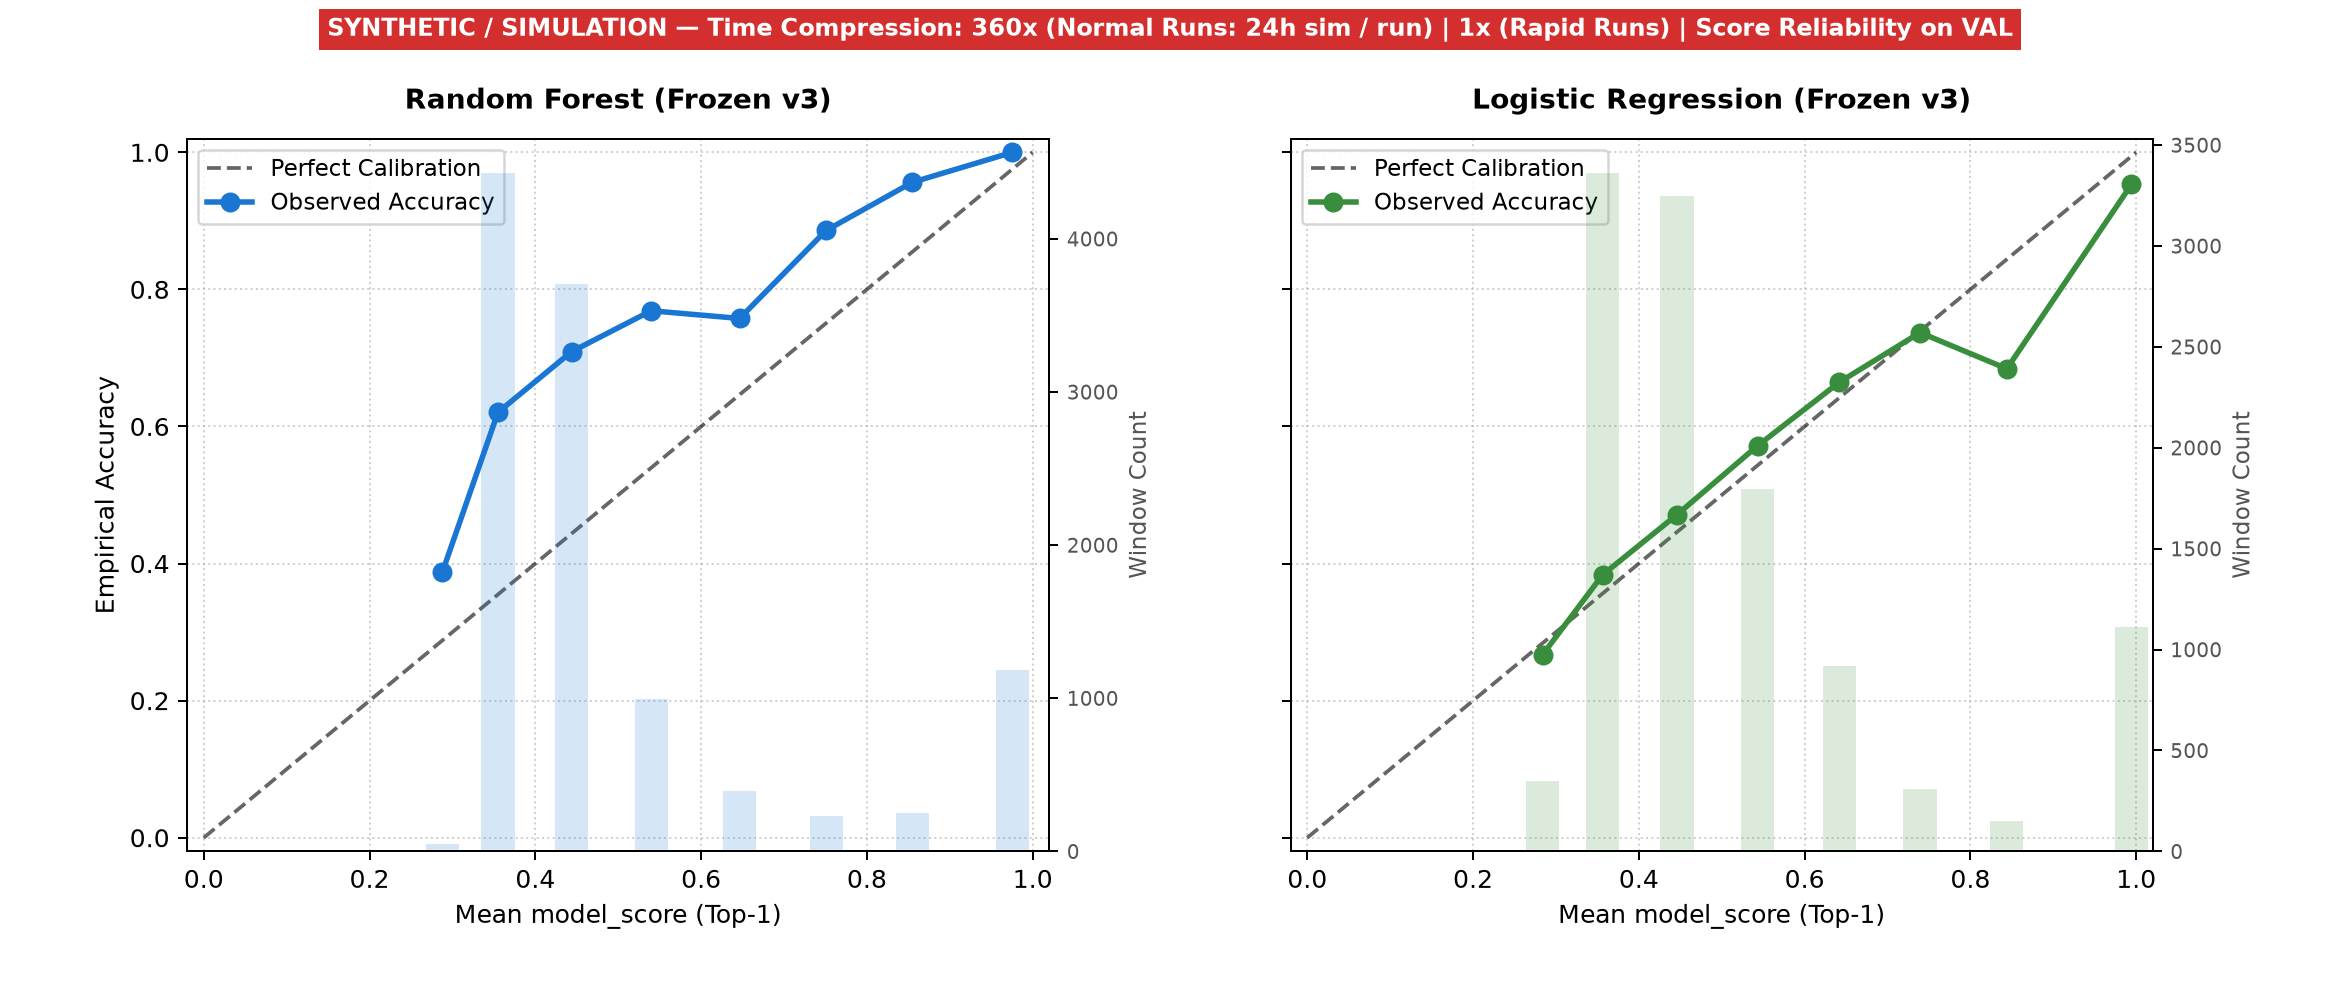 SYNTHETIC / SIMULATION — Time Compression: 360x (Normal Runs: 24h sim / run) | 1x (Rapid Runs) | Score Reliability on VAL
Random Forest (Frozen v3)
Perfect Calibration
Observed Accuracy
1.0
0.8
0.6
0.4
0.2
0.0
Empirical Accuracy
4000
3000
2000
1000
0
Window Count
0.0 0.2 0.4 0.6 0.8 1.0
Mean model_score (Top-1)
Logistic Regression (Frozen v3)
Perfect Calibration
Observed Accuracy
3500
3000
2500
2000
1500
1000
500
0
Window Count
0.0 0.2 0.4 0.6 0.8 1.0
Mean model_score (Top-1)